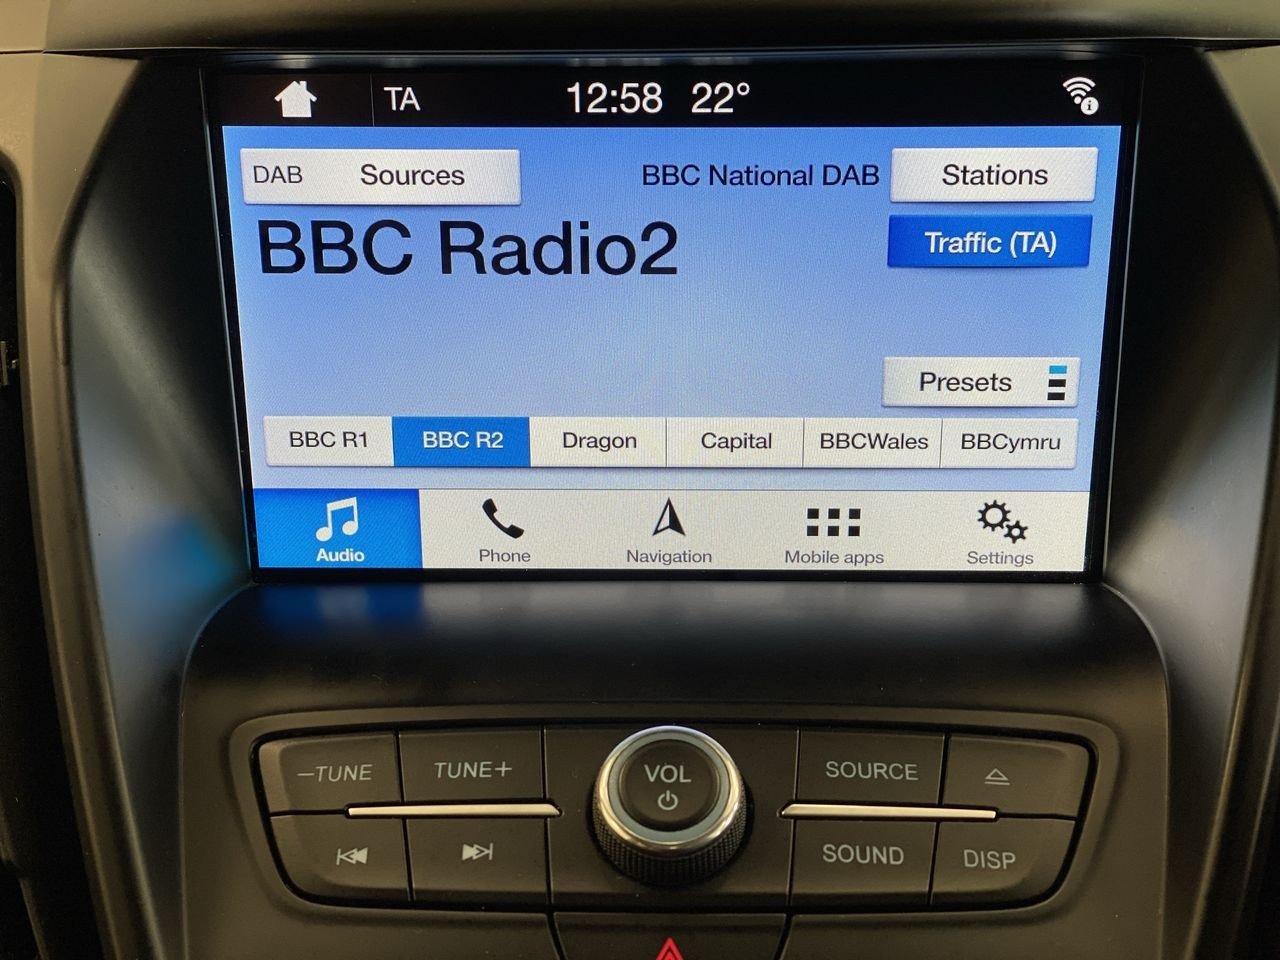 TA 12:58 22°
DAB Sources BBC National DAB Stations
BBC Radio2 Traffic (TA)
Presets
BBC R1 BBC R2 Dragon Capital BBCWales BBCymru
Audio Phone Navigation Mobile apps Settings
−TUNE TUNE+ VOL SOURCE
SOUND DISP